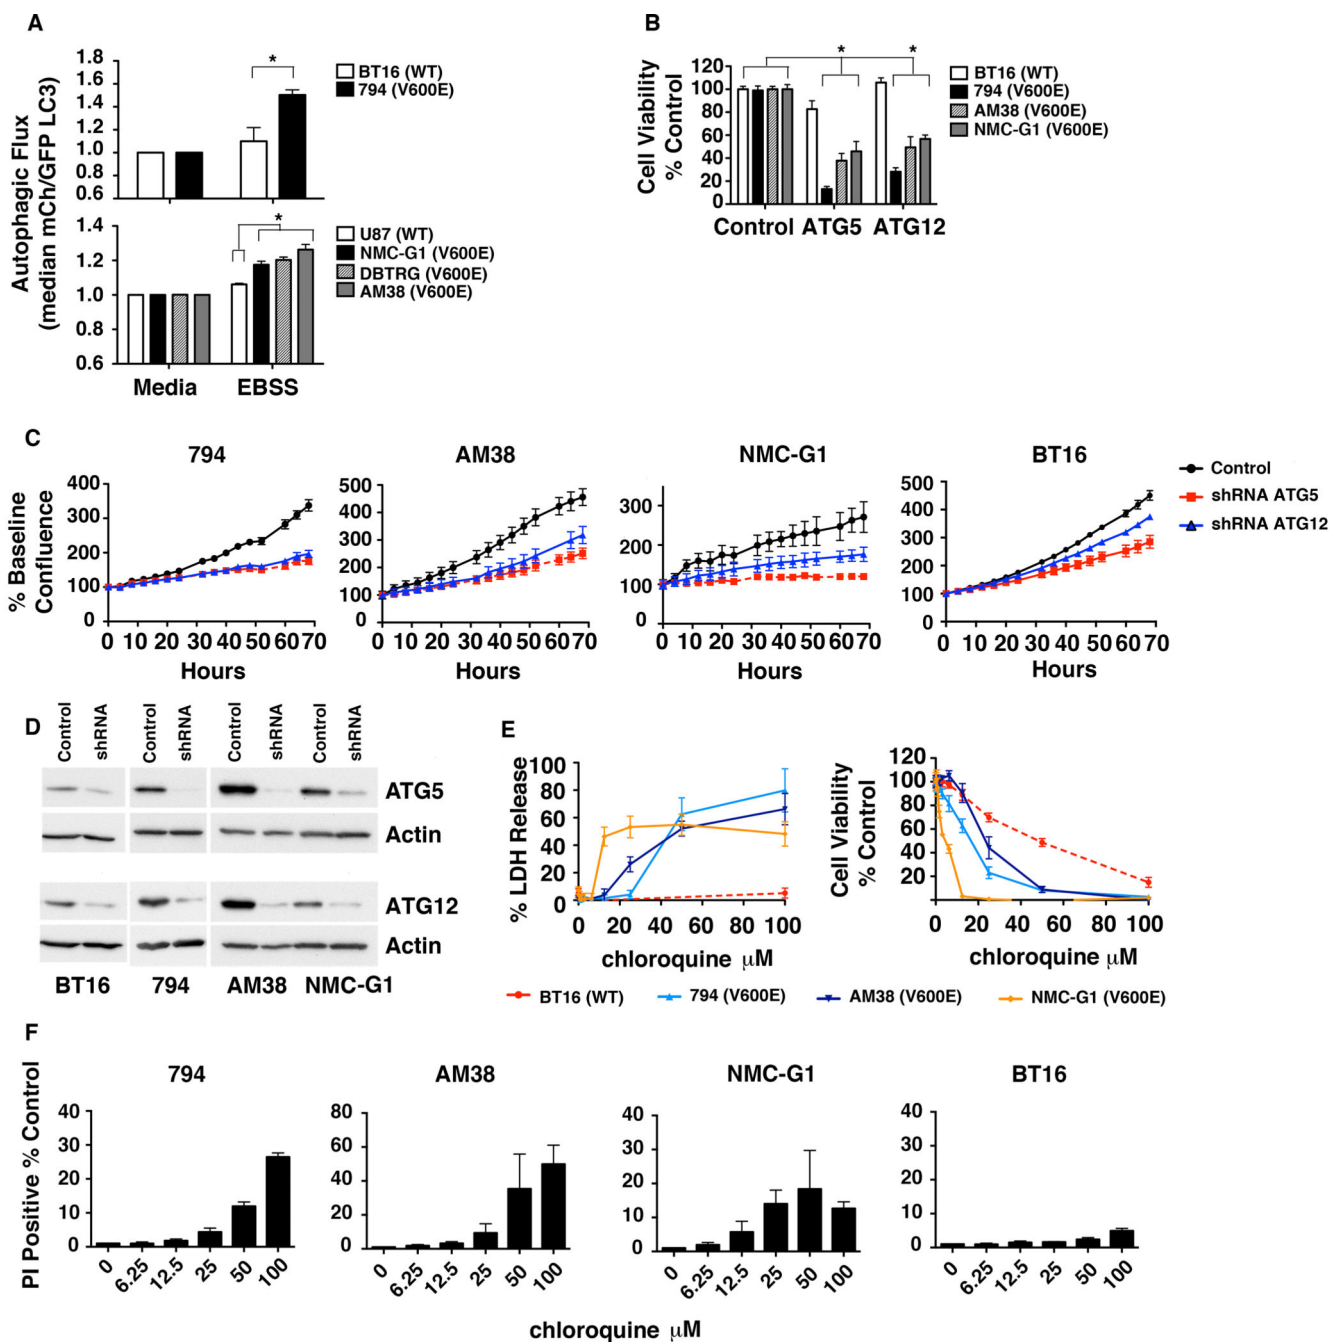 A
Autophagic Flux
(median mCh/GFP LC3)
1.8
1.6
1.4
1.2
1.0
0.8
0.6
*
BT16 (WT)
794 (V600E)
1.4
1.2
1.0
0.8
0.6
*
U87 (WT)
NMC-G1 (V600E)
DBTRG (V600E)
AM38 (V600E)
Media EBSS
B
Cell Viability
% Control
120
100
80
60
40
20
0
* *
BT16 (WT)
794 (V600E)
AM38 (V600E)
NMC-G1 (V600E)
Control ATG5 ATG12
C
% Baseline
Confluence
794
400
300
200
100
0
0 10 30 40 50 60 70
Hours
AM38
500
400
300
200
100
0
0 10 20 30 40 50 60 70
Hours
NMC-G1
300
200
100
0
0 10 20 30 40 50 60 70
Hours
BT16
500
400
300
200
100
0
0 10 20 30 40 50 60 70
Hours
Control
shRNA ATG5
shRNA ATG12
D
Control shRNA Control shRNA Control shRNA Control shRNA
ATG5
Actin
ATG12
Actin
BT16 794 AM38 NMC-G1
E
% LDH Release
100
80
60
40
20
0
0 20 40 60 80 100
chloroquine μM
Cell Viability
% Control
120
100
80
60
40
20
0 20 40 60 80 100
chloroquine μM
BT16 (WT) 794 (V600E) AM38 (V600E) NMC-G1 (V600E)
F
PI Positive % Control
794
40
30
20
10
0
0 6.25 12.5 25 50 100
AM38
80
60
40
20
0
0 6.25 12.5 25 50 100
NMC-G1
40
30
20
10
0
0 6.25 12.5 25 50 100
BT16
40
30
20
10
0
0 6.25 12.5 25 50 100
chloroquine μM